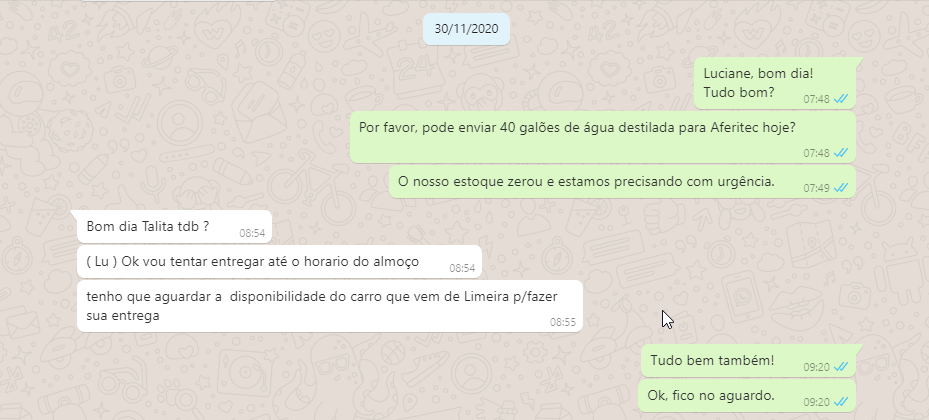 30/11/2020
Luciane, bom dia!
Tudo bom?
07:48
Por favor, pode enviar 40 galões de água destilada para Aferitec hoje?
07:48
O nosso estoque zerou e estamos precisando com urgência.
07:49
Bom dia Talita tdb ?
08:54
( Lu ) Ok vou tentar entregar até o horario do almoço
08:54
tenho que aguardar a  disponibilidade do carro que vem de Limeira p/fazer
sua entrega
08:55
Tudo bem também!
09:20
Ok, fico no aguardo.
09:20